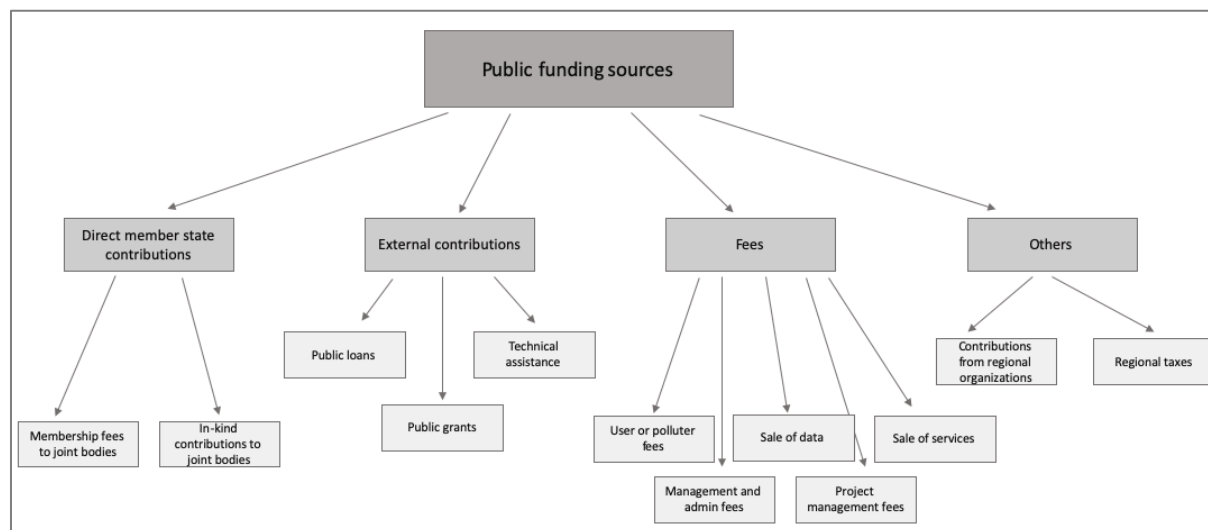 Public funding sources
Direct member state
contributions
External contributions
Fees
Others
Public loans
Technical
assistance
Contributions
from regional
organizations
Regional taxes
Membership fees
to joint bodies
In-kind
contributions to
joint bodies
Public grants
User or polluter
fees
Sale of data
Sale of services
Management and
admin fees
Project
management fees